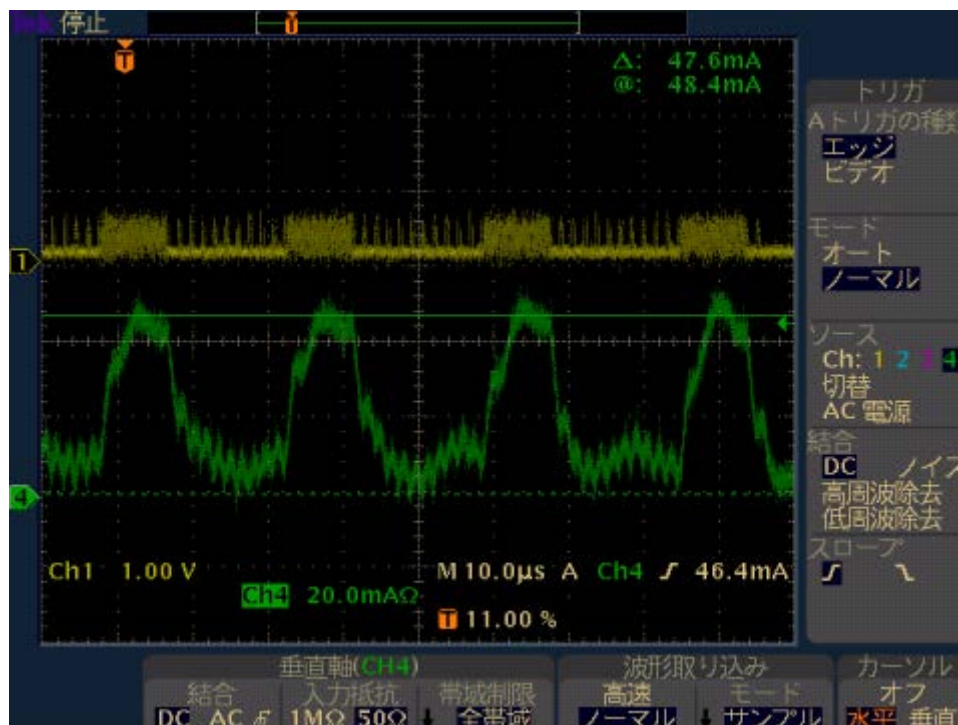 Tek 停止
T
T
Δ: 47.6mA
@: 48.4mA
トリガ
Aトリガの種類
エッジ
ビデオ
1
モード
オート
ノーマル
ソース
Ch: 1 2 3 4
切替
AC 電源
結合
DC ノイズ
高周波除去
低周波除去
4
スロープ
Ch1 1.00 V
M 10.0μs A Ch4 46.4mA
Ch4 20.0mAΩ
T 11.00 %
垂直軸(CH4)
波形取り込み
カーソル
結合
入力抵抗
帯域制限
高速
モード
オフ
DC AC
1MΩ 50Ω
全帯域
ノーマル
サンプル
水平 垂直